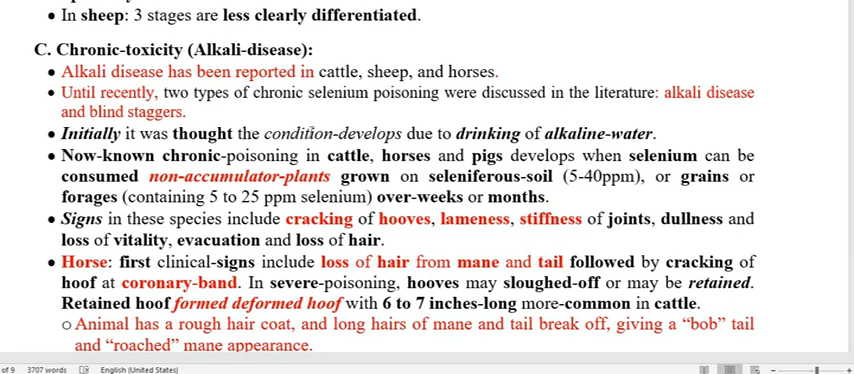 • In sheep: 3 stages are less clearly differentiated.
C. Chronic-toxicity (Alkali-disease):
• Alkali disease has been reported in cattle, sheep, and horses.
• Until recently, two types of chronic selenium poisoning were discussed in the literature: alkali disease
and blind staggers.
• Initially it was thought the condition-develops due to drinking of alkaline-water.
• Now-known chronic-poisoning in cattle, horses and pigs develops when selenium can be
consumed non-accumulator-plants grown on seleniferous-soil (5-40ppm), or grains or
forages (containing 5 to 25 ppm selenium) over-weeks or months.
• Signs in these species include cracking of hooves, lameness, stiffness of joints, dullness and
loss of vitality, evacuation and loss of hair.
• Horse: first clinical-signs include loss of hair from mane and tail followed by cracking of
hoof at coronary-band. In severe-poisoning, hooves may sloughed-off or may be retained.
Retained hoof formed deformed hoof with 6 to 7 inches-long more-common in cattle.
o Animal has a rough hair coat, and long hairs of mane and tail break off, giving a “bob” tail
and “roached” mane appearance.
of 9 3707 words English (United States)